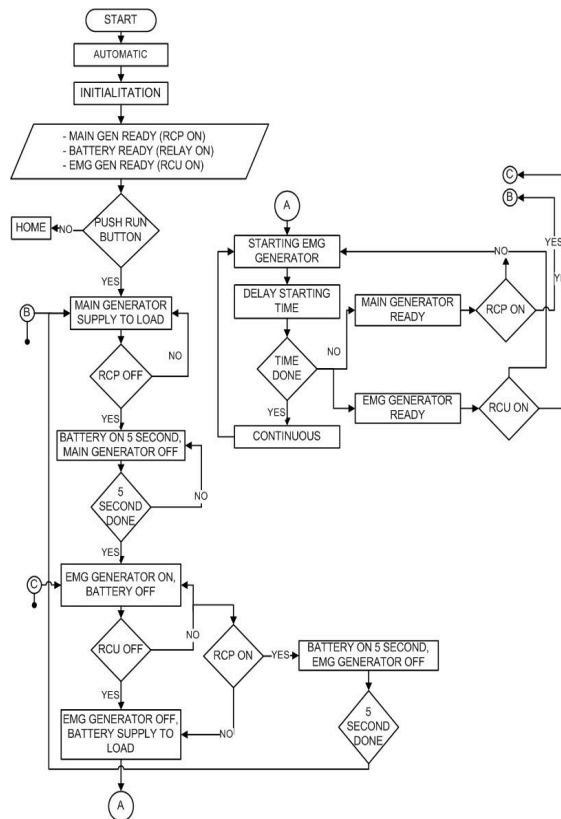 START
AUTOMATIC
INITIALITATION
- MAIN GEN READY (RCP ON)
- BATTERY READY (RELAY ON)
- EMG GEN READY (RCU ON)
PUSH RUN
BUTTON
NO
HOME
YES
B
MAIN GENERATOR
SUPPLY TO LOAD
NO
RCP OFF
YES
BATTERY ON 5 SECOND,
MAIN GENERATOR OFF
NO
5
SECOND
DONE
YES
C
EMG GENERATOR ON,
BATTERY OFF
NO
RCU OFF
YES
RCP ON
YES
BATTERY ON 5 SECOND,
EMG GENERATOR OFF
5
SECOND
DONE
NO
EMG GENERATOR OFF,
BATTERY SUPPLY TO
LOAD
A
A
STARTING EMG
GENERATOR
DELAY STARTING
TIME
TIME
DONE
NO
YES
CONTINUOUS
MAIN GENERATOR
READY
RCP ON
NO
YES
EMG GENERATOR
READY
RCU ON
C
B